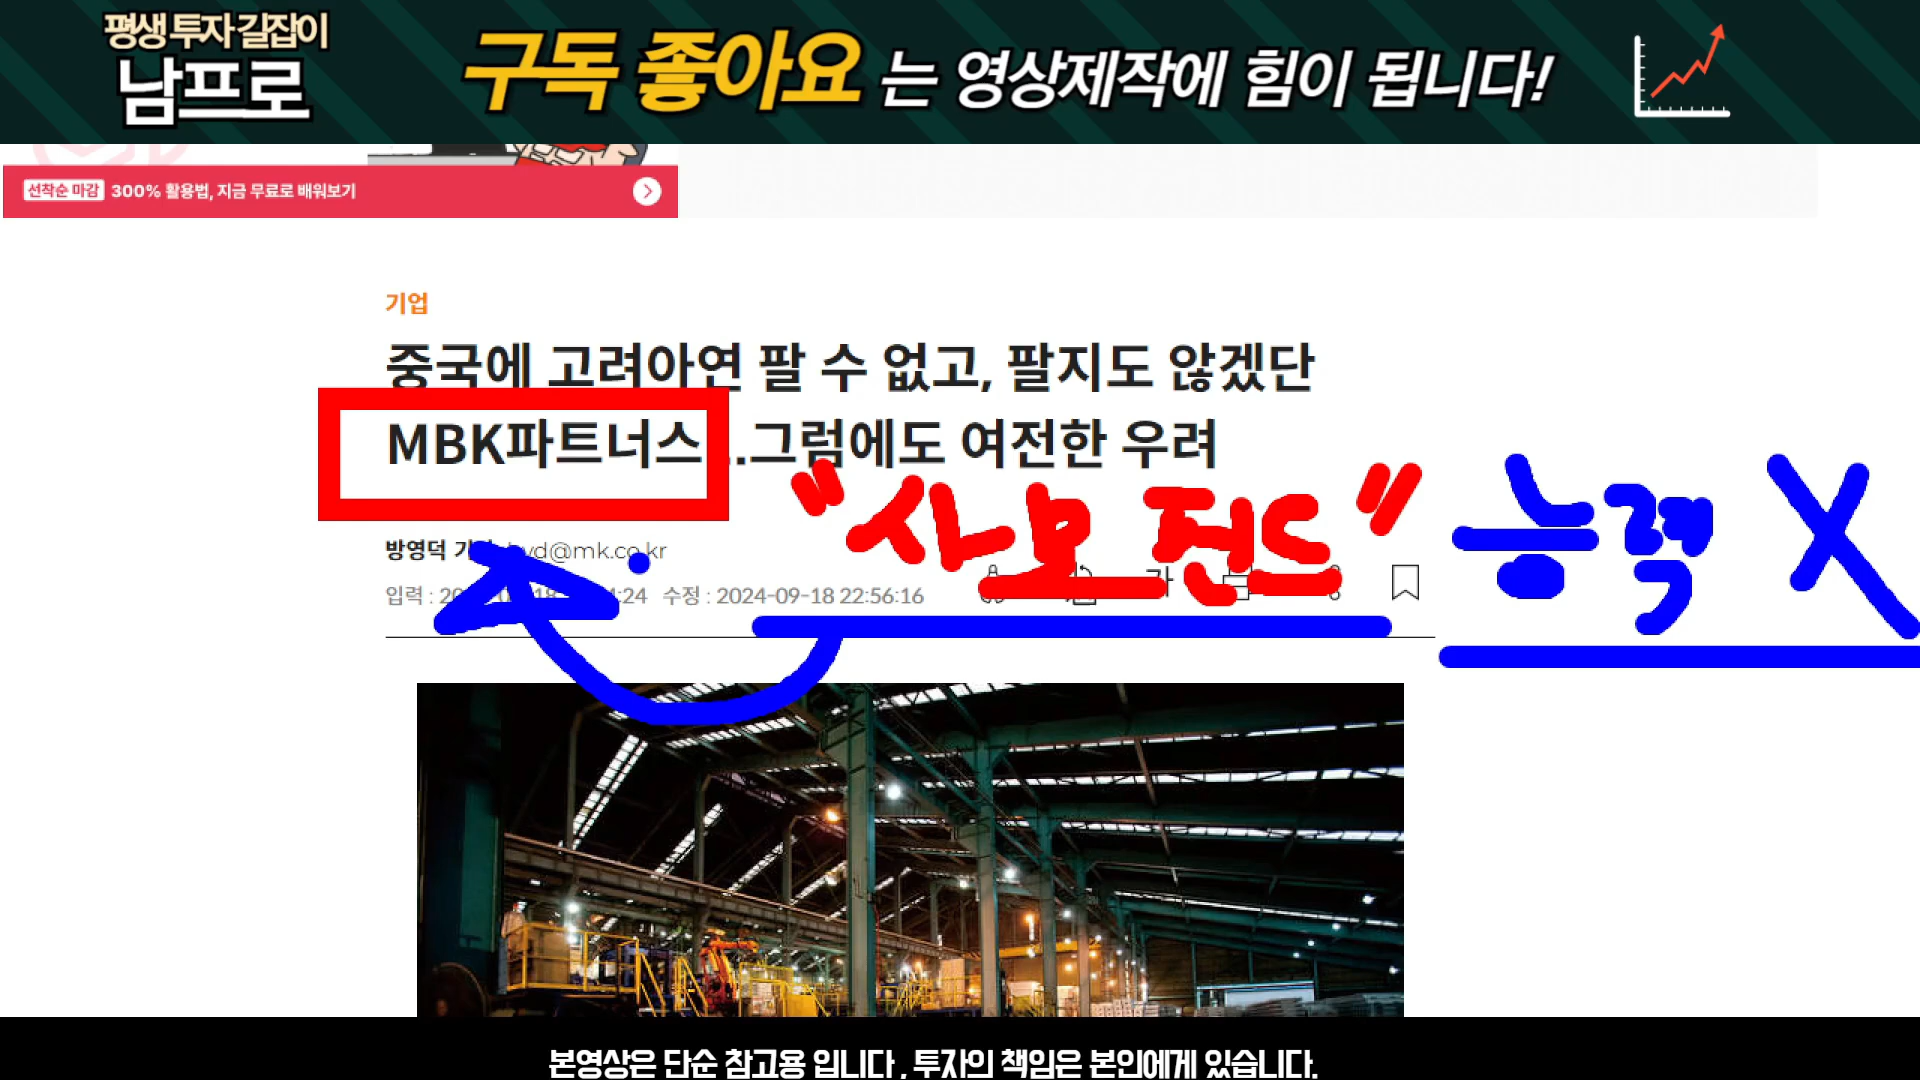 평생 투자 길잡이
남프로
구독 좋아요 는 영상제작에 힘이 됩니다!
선착순 마감 300% 활용법, 지금 무료로 배워보기
기업
중국에 고려아연 팔 수 없고, 팔지도 않겠단
MBK파트너스...그럼에도 여전한 우려
"사모 펀드" 능력 X
방영덕 @mk.co.kr
입력 : :24 수정 : 2024-09-18 22:56:16
본영상은 단순 참고용 입니다 , 투자의 책임은 본인에게 있습니다.